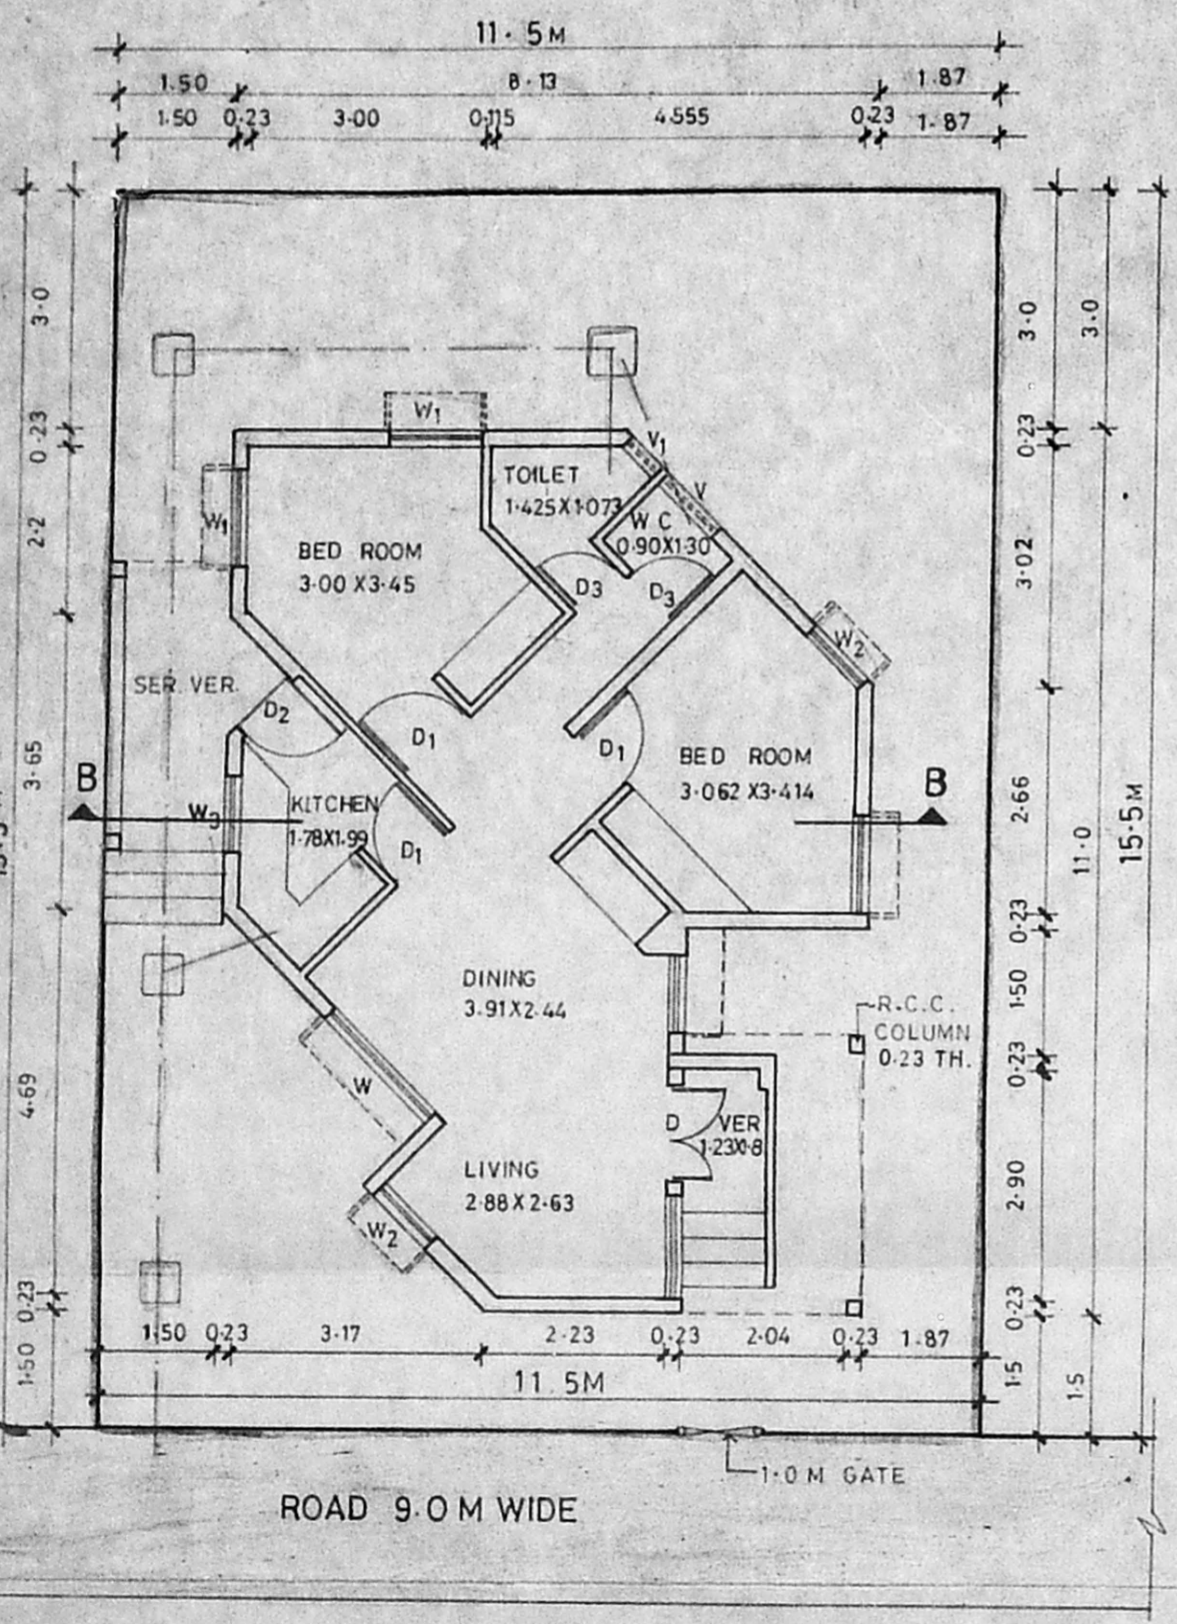 11.5M
1.50 8.13 1.87
1.50 0.23 3.00 0.115 4.555 0.23 1.87
3.0
0.23
2.2
3.65
4.69
0.23
1.50
3.0
0.23
3.02
2.66
0.23
1.50
0.23
2.90
0.23
1.5
3.0
11.0
1.5
15.5M
W1
V1
V
TOILET
1.425X1.073
W1
W C
0.90X1.30
BED ROOM
3.00 X3.45
D3
D3
W2
SER. VER.
D2
D1
D1
BED ROOM
3.062 X3.414
B
B
W3
KITCHEN
1.78X1.99
D1
DINING
3.91X2.44
R.C.C.
COLUMN
0.23 TH.
W
D
VER
1.23X1.8
LIVING
2.88X2.63
W2
1.50 0.23 3.17 2.23 0.23 2.04 0.23 1.87
11.5M
1.0 M GATE
ROAD 9.0 M WIDE